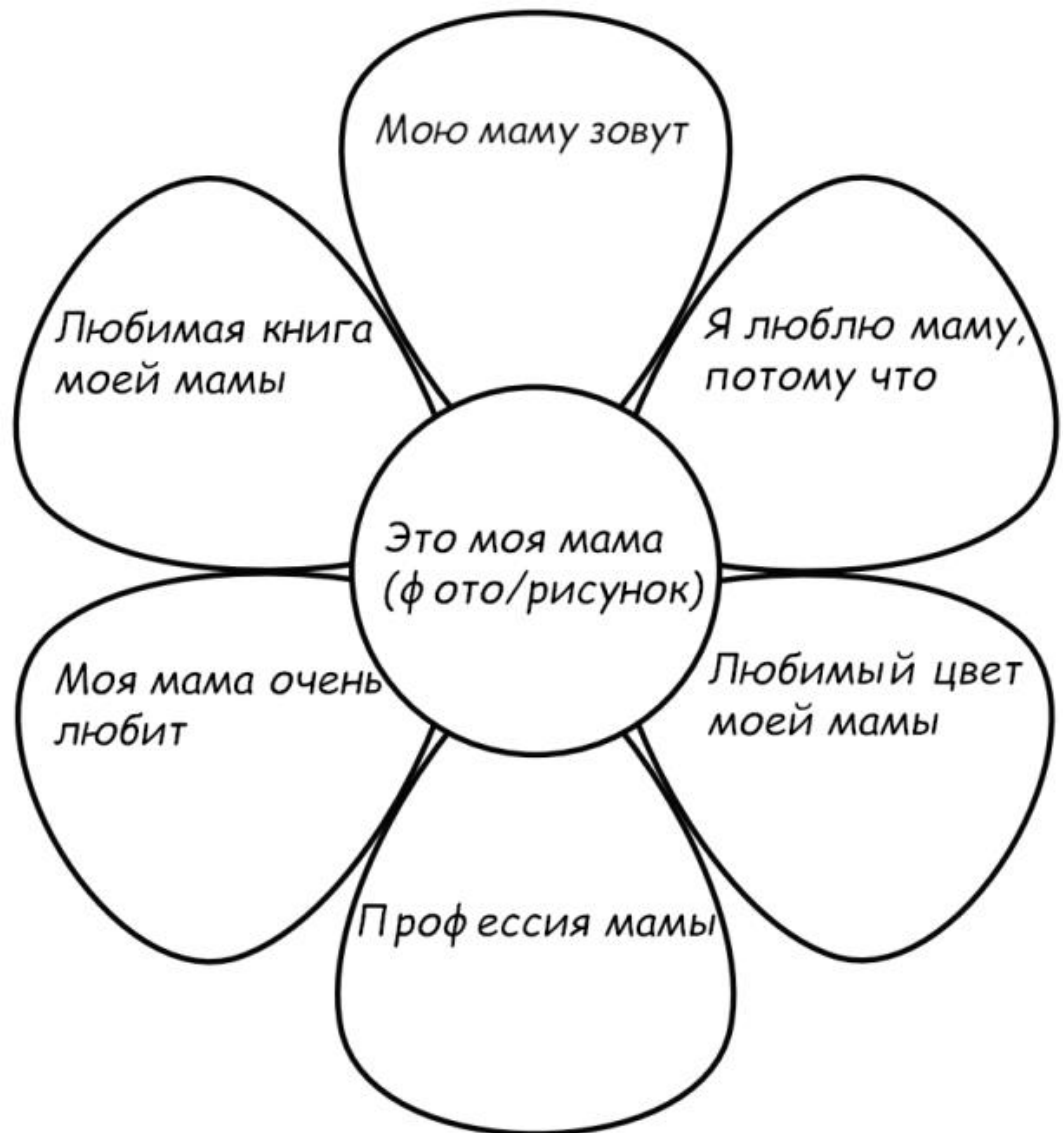 Мою маму зовут
Любимая книга
моей мамы
Я люблю маму,
потому что
Это моя мама
(фото/рисунок)
Моя мама очень
любит
Любимый цвет
моей мамы
Профессия мамы